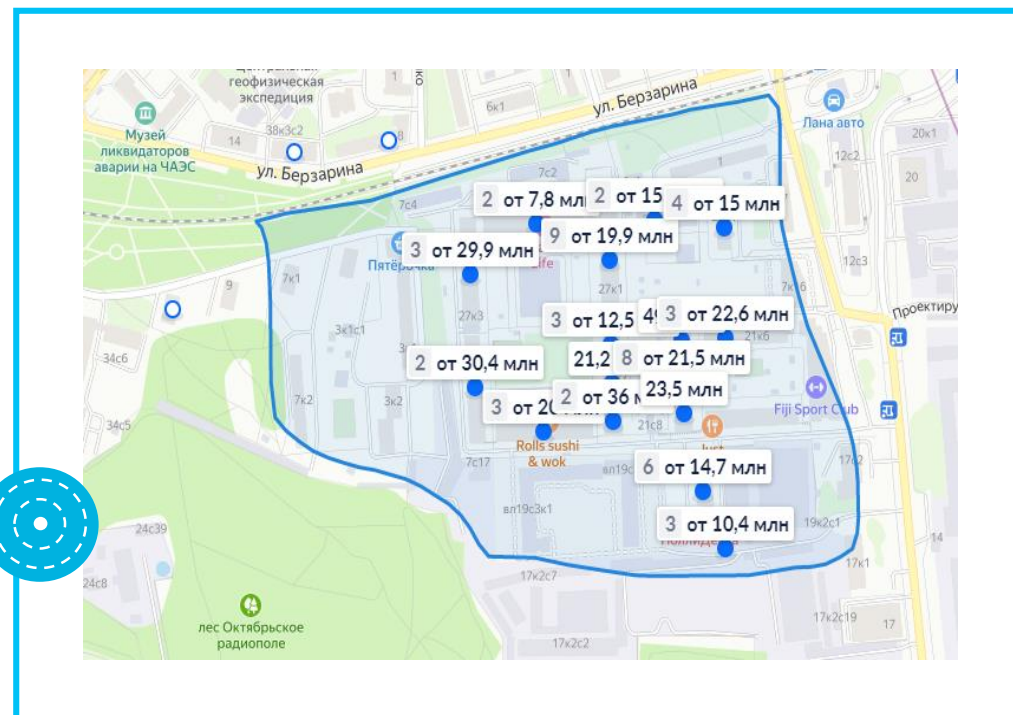 Центральная
геофизическая
экспедиция
1
6к1
ул. Берзарина
Лана авто
20к1
Музей
ликвидаторов
аварии на ЧАЭС
14
38к3с2
8
12с2
20
ул. Берзарина
7с2
1
7с4
2 от 7,8 млн
2 от 15
4 от 15 млн
3 от 29,9 млн
9 от 19,9 млн
Пятёрочка
Life
12с3
9
7к1
27к1
27к3
3 от 12,5
3 от 22,6 млн
Проектиру
3к1с1
21к6
34с6
2 от 30,4 млн
21,2
8 от 21,5 млн
7к2
3к2
3 от 20 млн
2 от 36
23,5 млн
Fiji Sport Club
34с5
21с8
Rolls sushi
& wok
Just
7с17
6 от 14,7 млн
17с2
вл19с3к1
3 от 10,4 млн
19к2с1
24с39
14
17к1
24с8
17к2с7
лес Октябрьское
радиополе
17к2с19
17
17к2с2